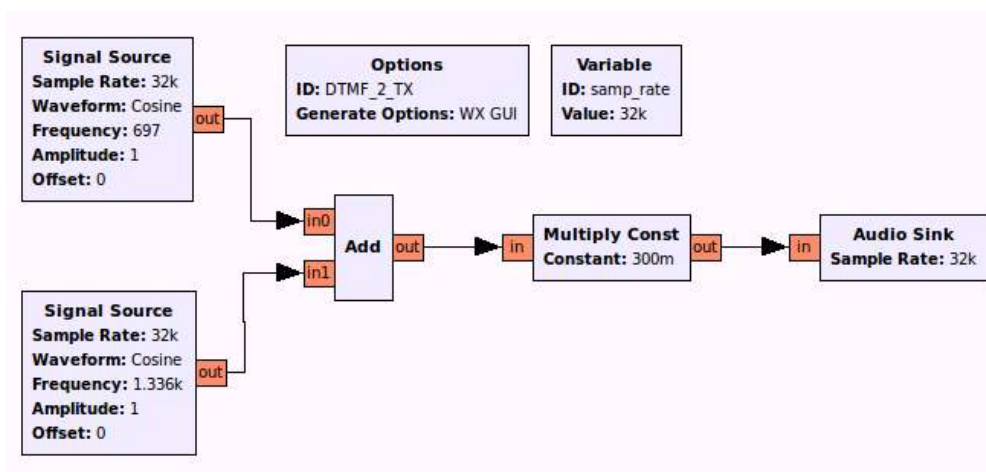 Signal Source
Sample Rate: 32k
Waveform: Cosine
Frequency: 697
Amplitude: 1
Offset: 0
out
Options
ID: DTMF_2_TX
Generate Options: WX GUI
Variable
ID: samp_rate
Value: 32k
in0
in1
Add
out
in
Multiply Const
Constant: 300m
out
in
Audio Sink
Sample Rate: 32k
Signal Source
Sample Rate: 32k
Waveform: Cosine
Frequency: 1.336k
Amplitude: 1
Offset: 0
out